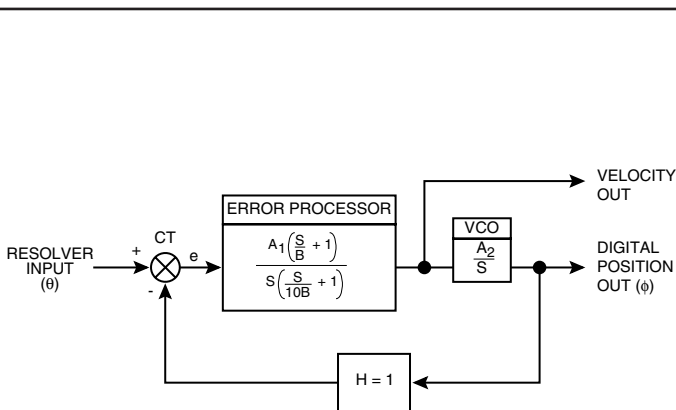 VELOCITY
OUT
ERROR PROCESSOR
VCO
CT
RESOLVER
INPUT
(θ)
+
-
e
A1(S/B + 1)
S(S/10B + 1)
A2
S
DIGITAL
POSITION
OUT (ϕ)
H = 1